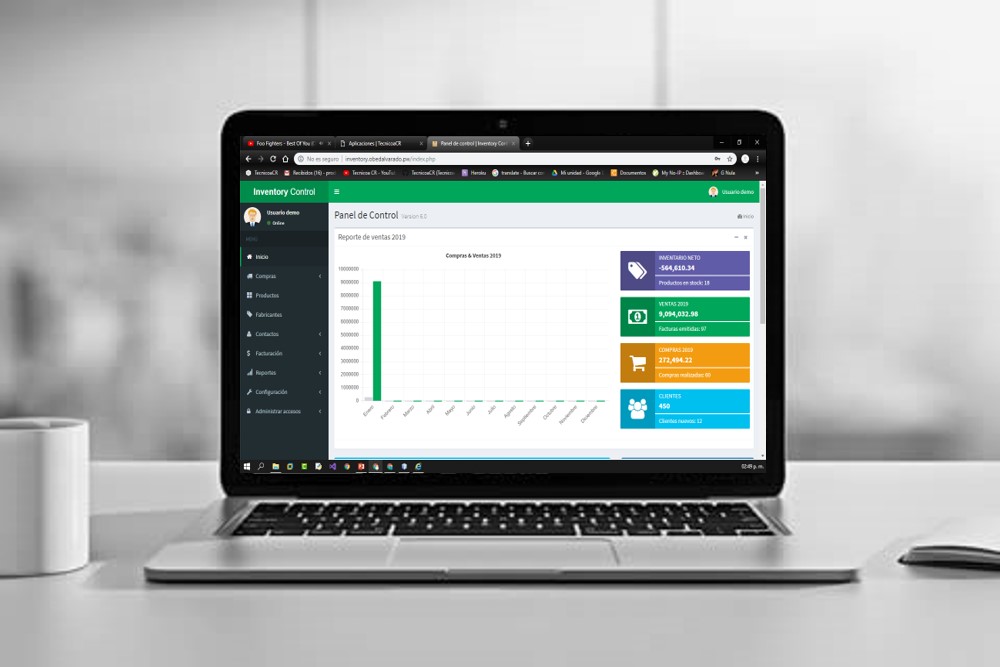 Foo Fighters - Best Of You (
Aplicaciones | TecnicosCR
Panel de control | Inventory Con
No es seguro | inventory.obedalvarado.pw/index.php
TecnicosCR
Recibidos (16) - proc
Tecnicos CR - YouTu
TecnicosCR (Tecnico
Heroku
translate - Buscar co
Mi unidad - Google
Documentos
My No-IP :: Dashbo
G Nula
Inventory Control
Usuario demo
Usuario demo
Online
MENÚ
Inicio
Compras
Productos
Fabricantes
Contactos
Facturación
Reportes
Configuración
Administrar accesos
Panel de Control Version 6.0
Inicio
Reporte de ventas 2019
Compras & Ventas 2019
10000000
9000000
8000000
7000000
6000000
5000000
4000000
3000000
2000000
1000000
0
Enero
Febrero
Marzo
Abril
Mayo
Junio
Julio
Agosto
Septiembre
Octubre
Noviembre
Diciembre
INVENTARIO NETO
-564,610.34
Productos en stock: 18
VENTAS 2019
9,094,032.98
Facturas emitidas: 97
COMPRAS 2019
272,494.22
CLIENTES
450
Clientes nuevos: 12
02:49 p. m.